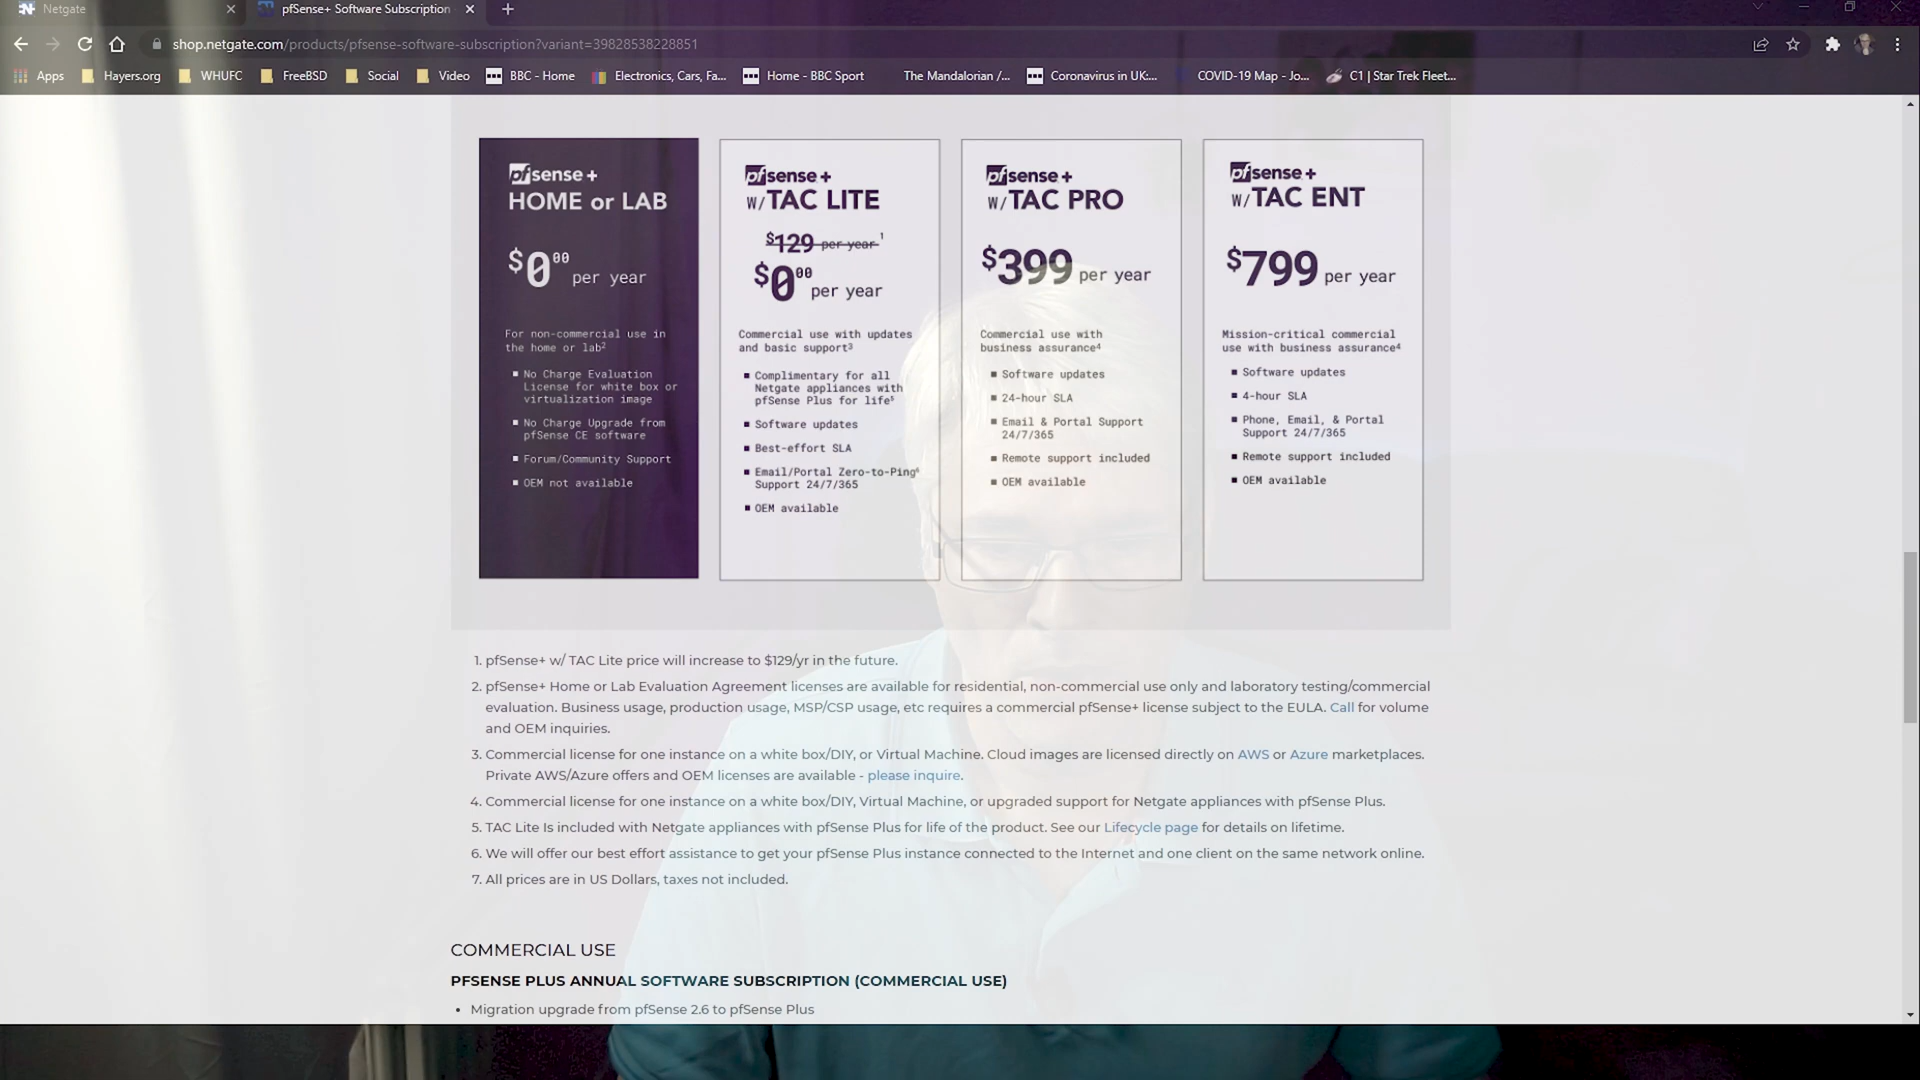 Netgate
pfSense+ Software Subscription
shop.netgate.com/products/pfsense-software-subscription?variant=39828538228851
Apps Hayers.org WHUFC FreeBSD Social Video BBC - Home Electronics, Cars, Fa... Home - BBC Sport The Mandalorian /... Coronavirus in UK:... COVID-19 Map - Jo... C1 | Star Trek Fleet...
pfsense+
HOME or LAB
$0.00 per year
For non-commercial use in
the home or lab2
No Charge Evaluation
License for white box or
virtualization image
No Charge Upgrade from
pfSense CE software
Forum/Community Support
OEM not available
pfsense+
W/TAC LITE
$129 per year 1
$0.00 per year
Commercial use with updates
and basic support3
Complimentary for all
Netgate appliances with
pfSense Plus for life5
Software updates
Best-effort SLA
Email/Portal Zero-to-Ping6
Support 24/7/365
OEM available
pfsense+
W/TAC PRO
$399 per year
Commercial use with
business assurance4
Software updates
24-hour SLA
Email & Portal Support
24/7/365
Remote support included
OEM available
pfsense+
W/TAC ENT
$799 per year
Mission-critical commercial
use with business assurance4
Software updates
4-hour SLA
Phone, Email, & Portal
Support 24/7/365
Remote support included
OEM available
1. pfSense+ w/ TAC Lite price will increase to $129/yr in the future.
2. pfSense+ Home or Lab Evaluation Agreement licenses are available for residential, non-commercial use only and laboratory testing/commercial
evaluation. Business usage, production usage, MSP/CSP usage, etc requires a commercial pfSense+ license subject to the EULA. Call for volume
and OEM inquiries.
3. Commercial license for one instance on a white box/DIY, or Virtual Machine. Cloud images are licensed directly on AWS or Azure marketplaces.
Private AWS/Azure offers and OEM licenses are available - please inquire.
4. Commercial license for one instance on a white box/DIY, Virtual Machine, or upgraded support for Netgate appliances with pfSense Plus.
5. TAC Lite Is included with Netgate appliances with pfSense Plus for life of the product. See our Lifecycle page for details on lifetime.
6. We will offer our best effort assistance to get your pfSense Plus instance connected to the Internet and one client on the same network online.
7. All prices are in US Dollars, taxes not included.
COMMERCIAL USE
PFSENSE PLUS ANNUAL SOFTWARE SUBSCRIPTION (COMMERCIAL USE)
Migration upgrade from pfSense 2.6 to pfSense Plus